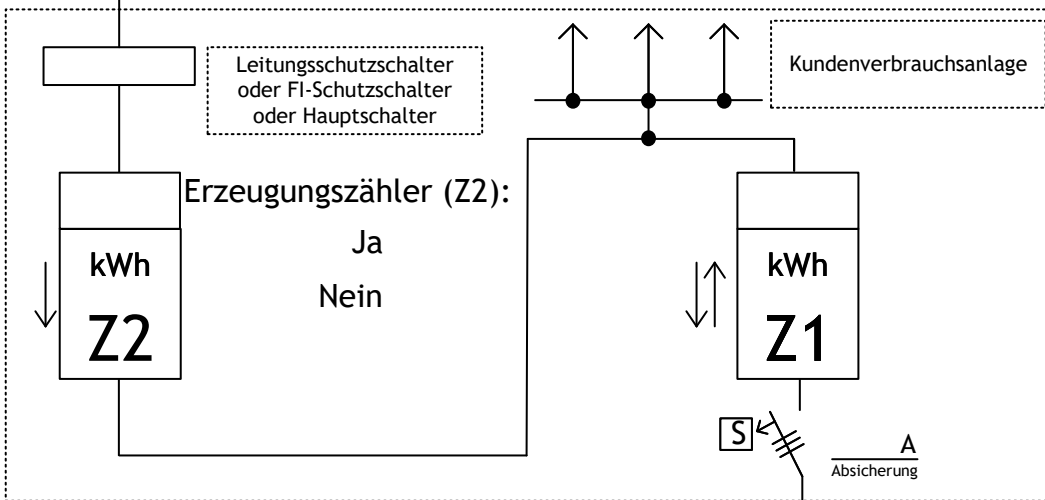 Leitungsschutzschalter
oder FI-Schutzschalter
oder Hauptschalter
Kundenverbrauchsanlage
Erzeugungszähler (Z2):
Ja
Nein
kWh
Z2
kWh
Z1
S
A
Absicherung